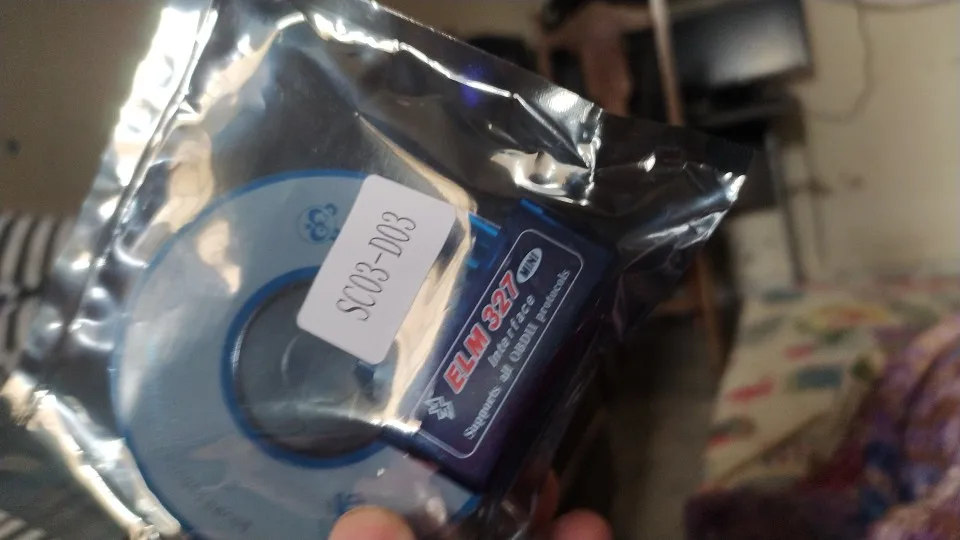 SC03-D03
ELM 327 MINI
Interface
Supports all OBDII protocols